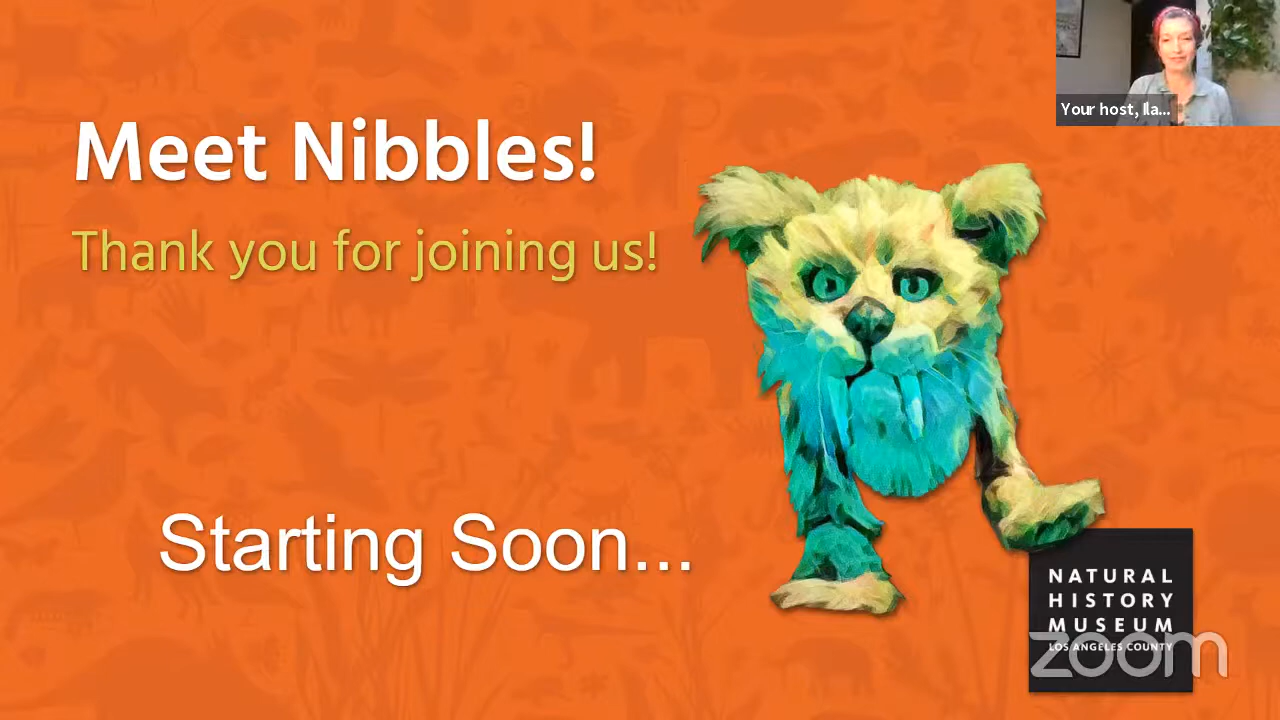 Your host, Ila...
Meet Nibbles!
Thank you for joining us!
Starting Soon...
NATURAL
HISTORY
MUSEUM
LOS ANGELES COUNTY
zoom